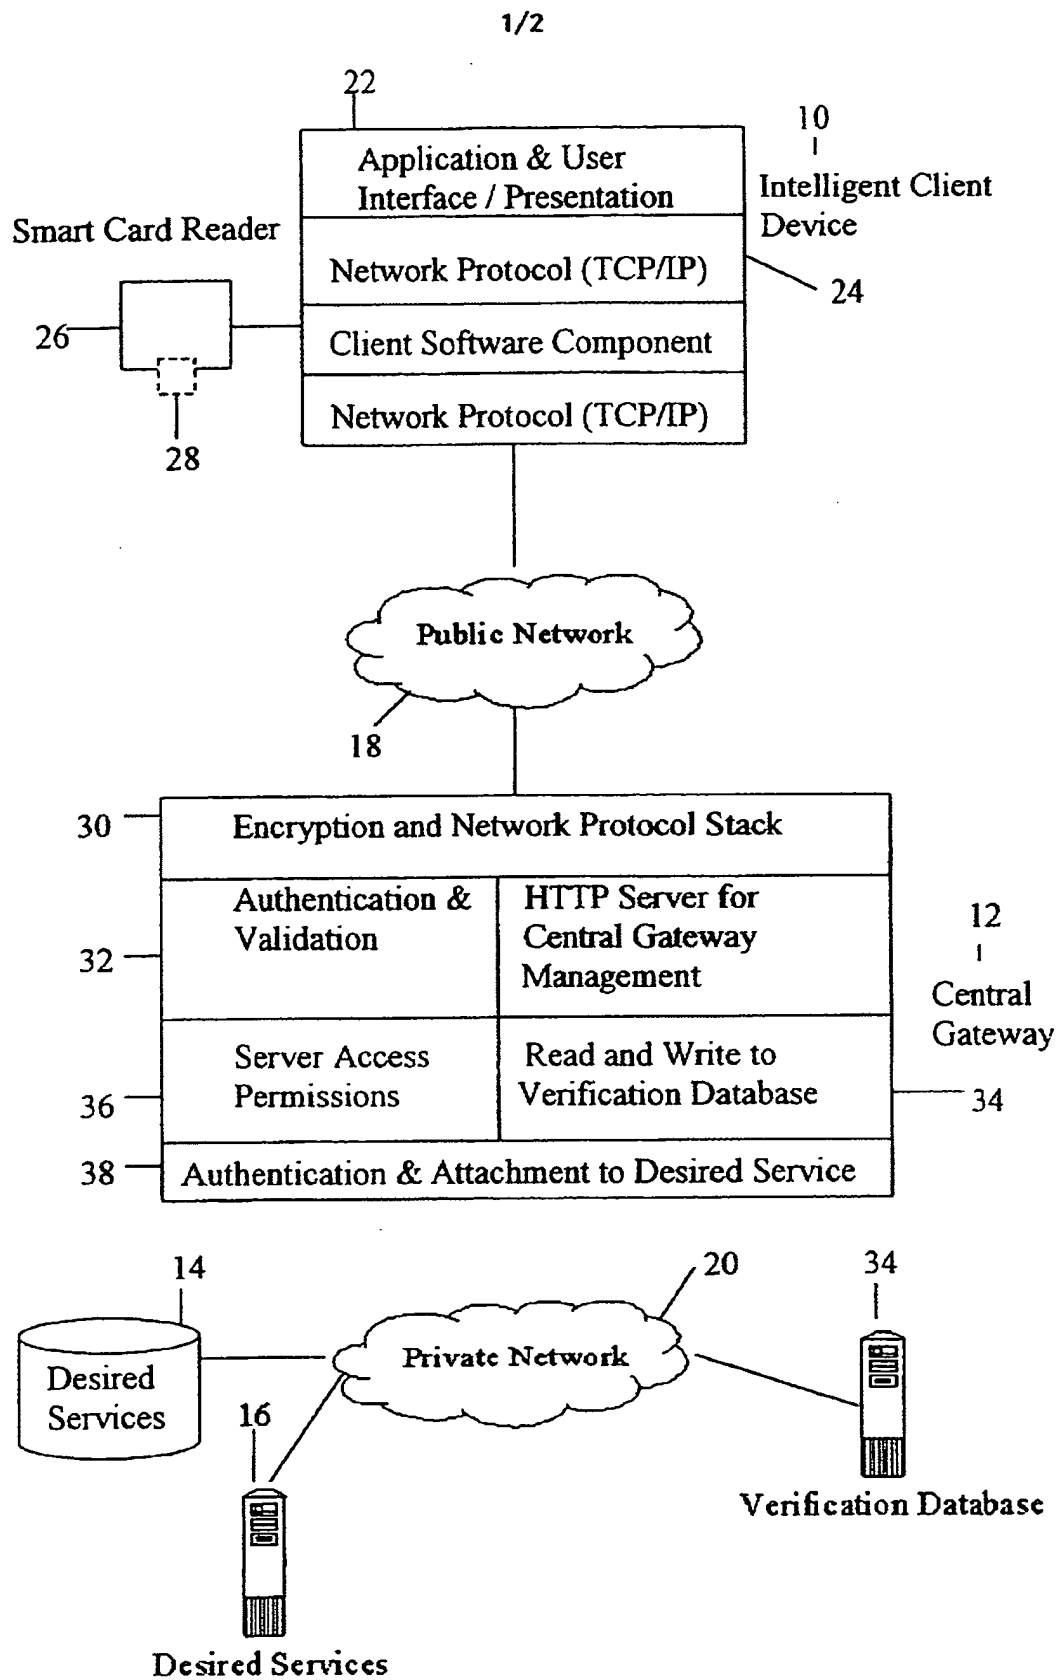 1/2
22
10
Application & User
Interface / Presentation
Intelligent Client
Device
Smart Card Reader
Network Protocol (TCP/IP)
24
26
Client Software Component
Network Protocol (TCP/IP)
28
Public Network
18
30
Encryption and Network Protocol Stack
Authentication &
Validation
HTTP Server for
Central Gateway
Management
32
12
Central
Gateway
Server Access
Permissions
Read and Write to
Verification Database
36
34
38
Authentication & Attachment to Desired Service
14
20
34
Desired
Services
Private Network
16
Verification Database
Desired Services